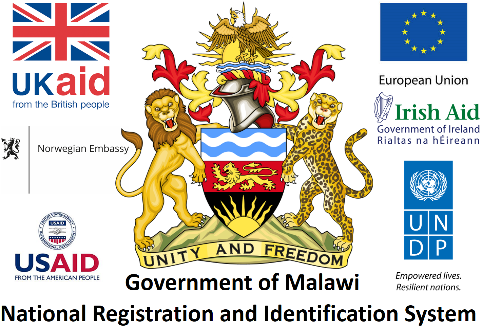 UKaid
from the British people
Norwegian Embassy
USAID
FROM THE AMERICAN PEOPLE
UNITY AND FREEDOM
European Union
Irish Aid
Government of Ireland
Rialtas na hÉireann
U N
D P
Empowered lives.
Resilient nations.
Government of Malawi
National Registration and Identification System